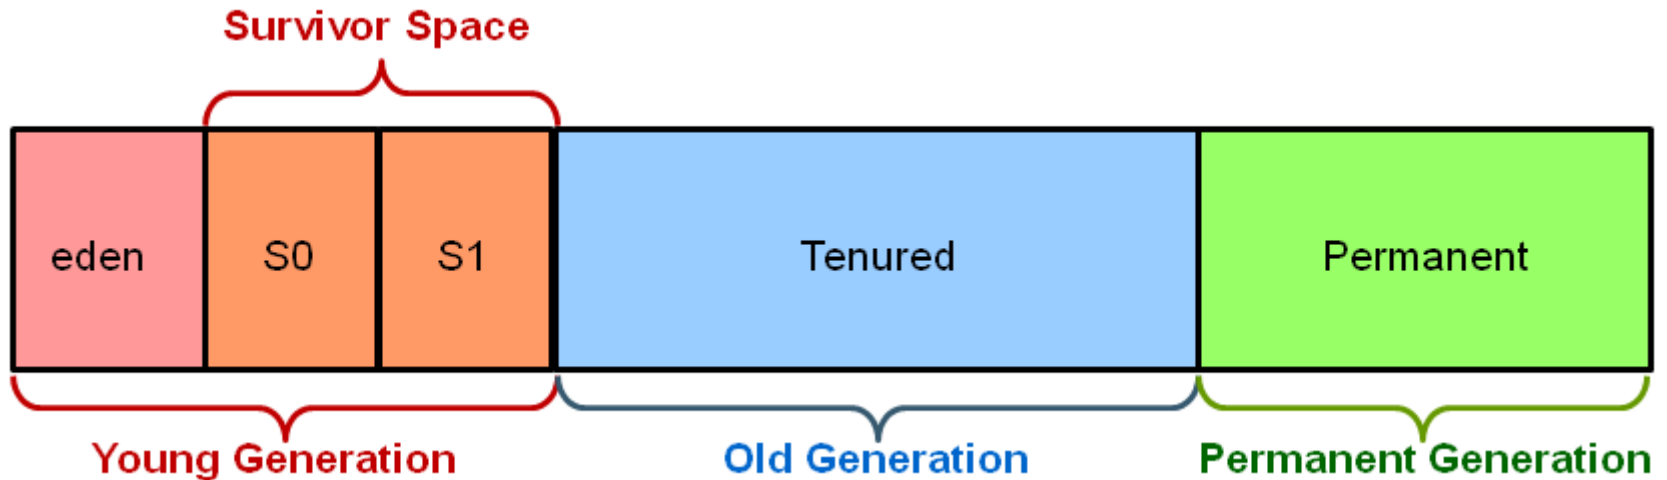 Survivor Space
eden
S0
S1
Tenured
Permanent
Young Generation
Old Generation
Permanent Generation